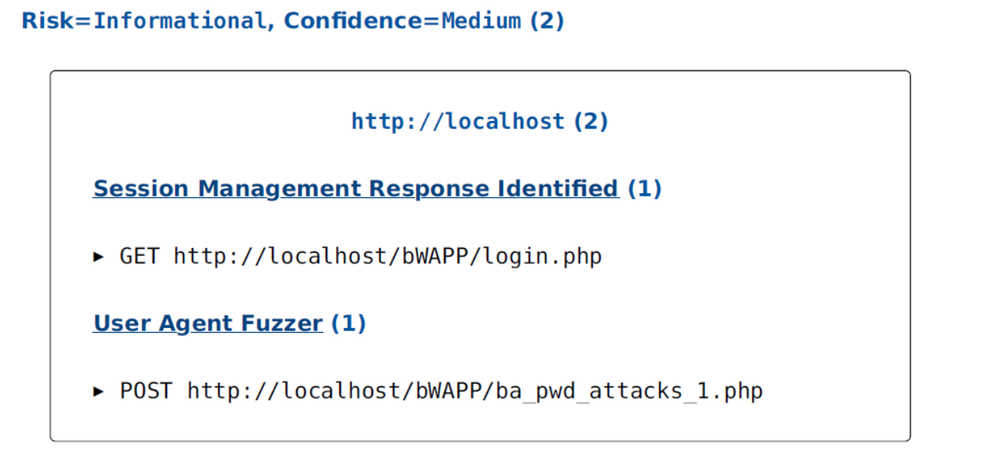 Risk=Informational, Confidence=Medium (2)
http://localhost (2)
Session Management Response Identified (1)
▸ GET http://localhost/bWAPP/login.php
User Agent Fuzzer (1)
▸ POST http://localhost/bWAPP/ba_pwd_attacks_1.php